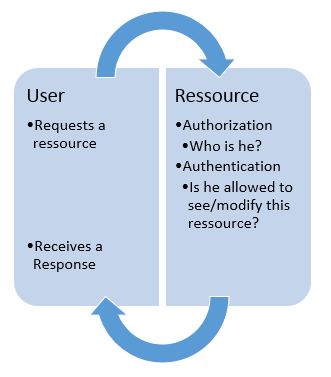 User
•Requests a
ressource
•Receives a
Response
Ressource
•Authorization
•Who is he?
•Authentication
•Is he allowed to
see/modify this
ressource?